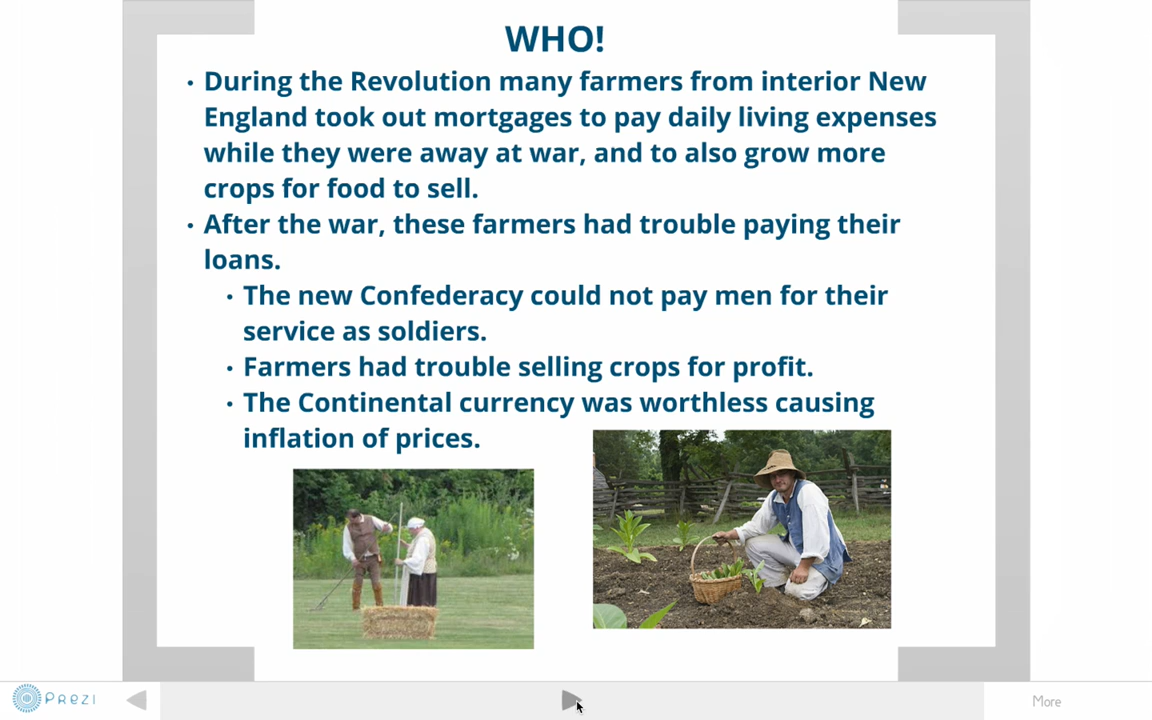 WHO!
• During the Revolution many farmers from interior New
England took out mortgages to pay daily living expenses
while they were away at war, and to also grow more
crops for food to sell.
• After the war, these farmers had trouble paying their
loans.
• The new Confederacy could not pay men for their
service as soldiers.
• Farmers had trouble selling crops for profit.
• The Continental currency was worthless causing
inflation of prices.
PREZI
More